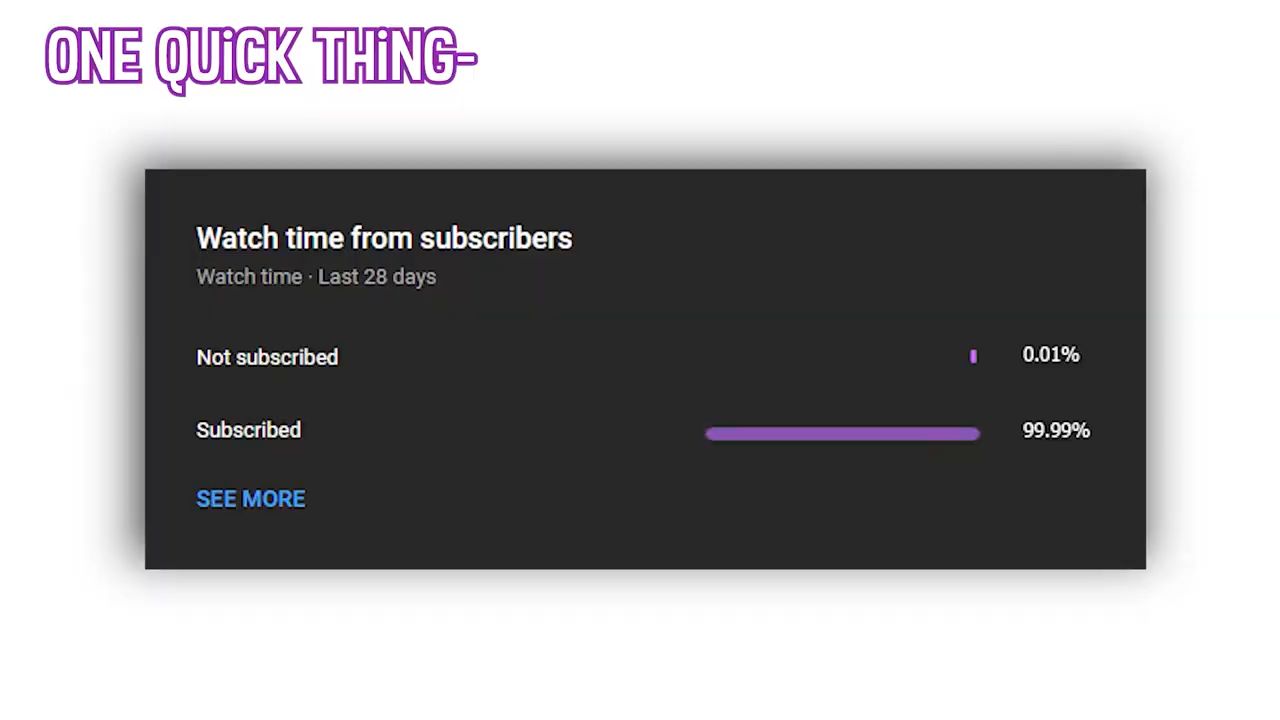 ONE QUiCK THiNG-
Watch time from subscribers
Watch time · Last 28 days
Not subscribed 0.01%
Subscribed 99.99%
SEE MORE